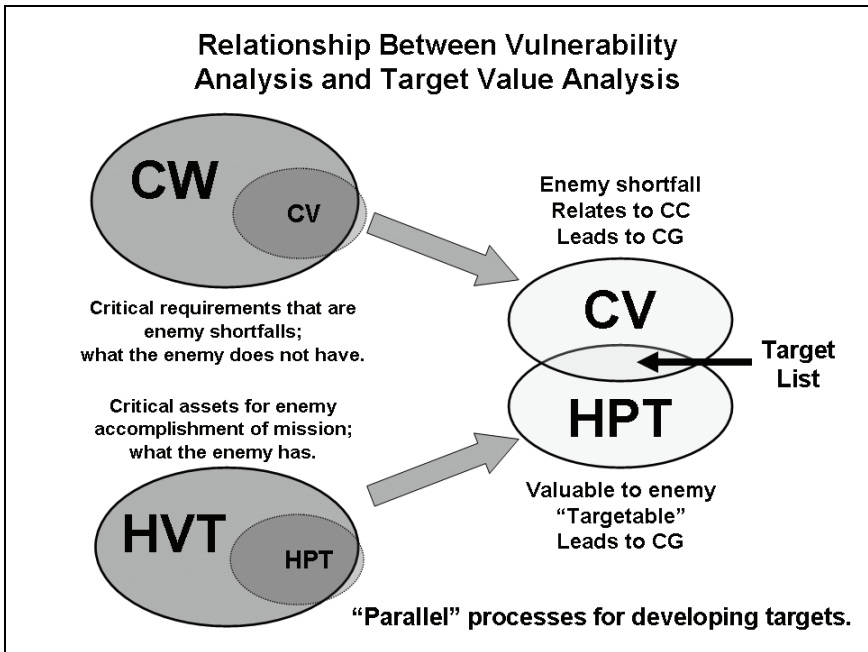 Relationship Between Vulnerability
Analysis and Target Value Analysis
CW
CV
Critical requirements that are
enemy shortfalls;
what the enemy does not have.
Critical assets for enemy
accomplishment of mission;
what the enemy has.
HVT
HPT
Enemy shortfall
Relates to CC
Leads to CG
CV
HPT
Target
List
Valuable to enemy
“Targetable”
Leads to CG
“Parallel” processes for developing targets.